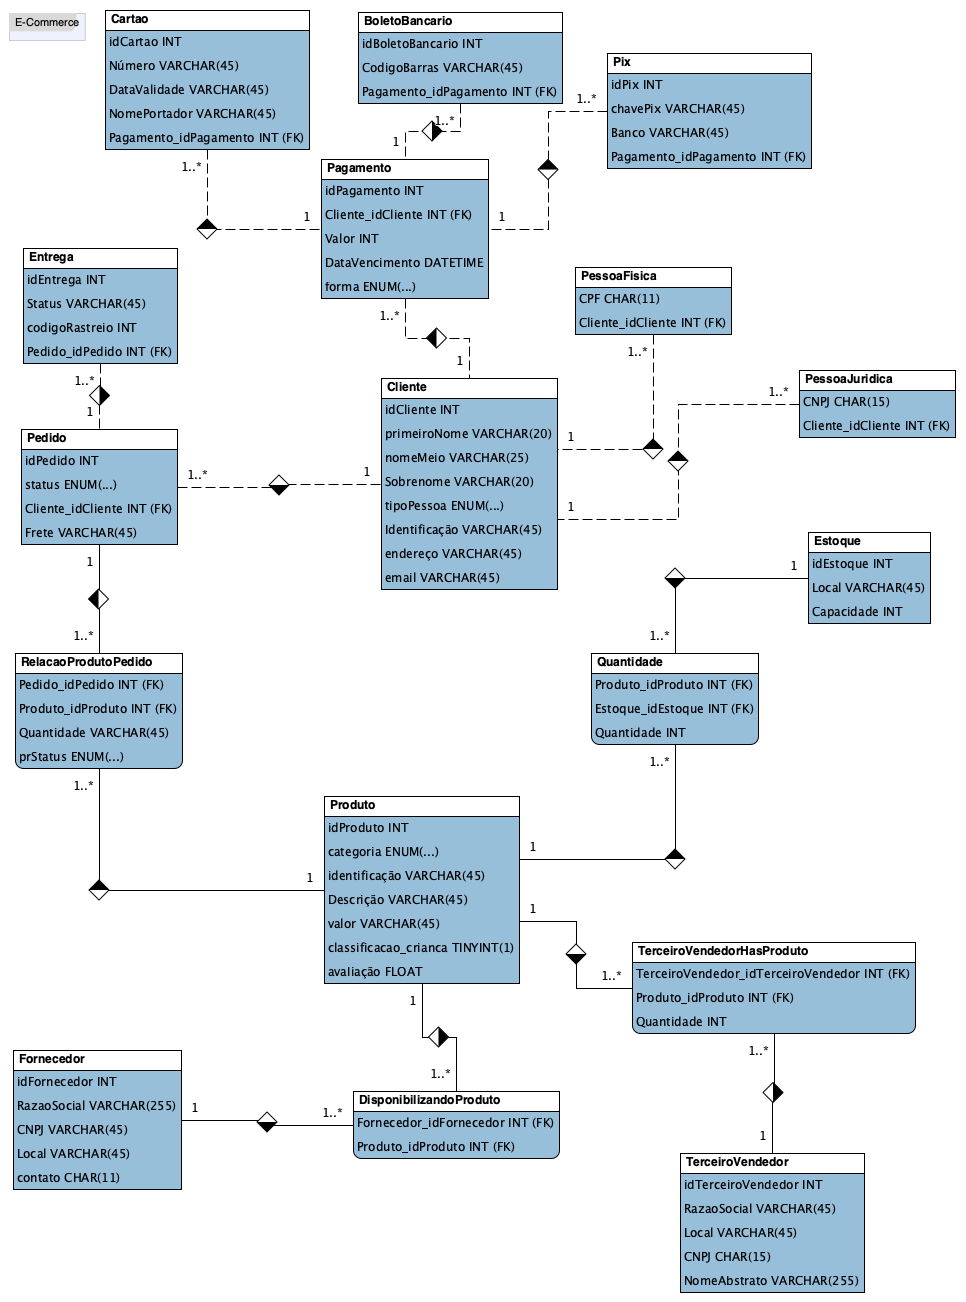 E-Commerce
Cartao
idCartao INT
Número VARCHAR(45)
DataValidade VARCHAR(45)
NomePortador VARCHAR(45)
Pagamento_idPagamento INT (FK)
BoletoBancario
idBoletoBancario INT
CodigoBarras VARCHAR(45)
Pagamento_idPagamento INT (FK)
Pix
idPix INT
chavePix VARCHAR(45)
Banco VARCHAR(45)
Pagamento_idPagamento INT (FK)
1..*
1..*
1..*
1
1
1
Pagamento
idPagamento INT
Cliente_idCliente INT (FK)
Valor INT
DataVencimento DATETIME
forma ENUM(...)
Entrega
idEntrega INT
Status VARCHAR(45)
codigoRastreio INT
Pedido_idPedido INT (FK)
PessoaFisica
CPF CHAR(11)
Cliente_idCliente INT (FK)
1..*
1
1..*
1
1..*
1
PessoaJuridica
CNPJ CHAR(15)
Cliente_idCliente INT (FK)
1..*
1
Cliente
idCliente INT
primeiroNome VARCHAR(20)
nomeMeio VARCHAR(25)
Sobrenome VARCHAR(20)
tipoPessoa ENUM(...)
Identificação VARCHAR(45)
endereço VARCHAR(45)
email VARCHAR(45)
Pedido
idPedido INT
status ENUM(...)
Cliente_idCliente INT (FK)
Frete VARCHAR(45)
1..*
1
Estoque
idEstoque INT
Local VARCHAR(45)
Capacidade INT
1
1..*
1
1..*
RelacaoProdutoPedido
Pedido_idPedido INT (FK)
Produto_idProduto INT (FK)
Quantidade VARCHAR(45)
prStatus ENUM(...)
Quantidade
Produto_idProduto INT (FK)
Estoque_idEstoque INT (FK)
Quantidade INT
1..*
1
1..*
1
Produto
idProduto INT
categoria ENUM(...)
identificação VARCHAR(45)
Descrição VARCHAR(45)
valor VARCHAR(45)
classificacao_crianca TINYINT(1)
avaliação FLOAT
1
1..*
TerceiroVendedorHasProduto
TerceiroVendedor_idTerceiroVendedor INT (FK)
Produto_idProduto INT (FK)
Quantidade INT
1
1..*
1..*
1
Fornecedor
idFornecedor INT
RazaoSocial VARCHAR(255)
CNPJ VARCHAR(45)
Local VARCHAR(45)
contato CHAR(11)
1
1..*
DisponibilizandoProduto
Fornecedor_idFornecedor INT (FK)
Produto_idProduto INT (FK)
TerceiroVendedor
idTerceiroVendedor INT
RazaoSocial VARCHAR(45)
Local VARCHAR(45)
CNPJ CHAR(15)
NomeAbstrato VARCHAR(255)